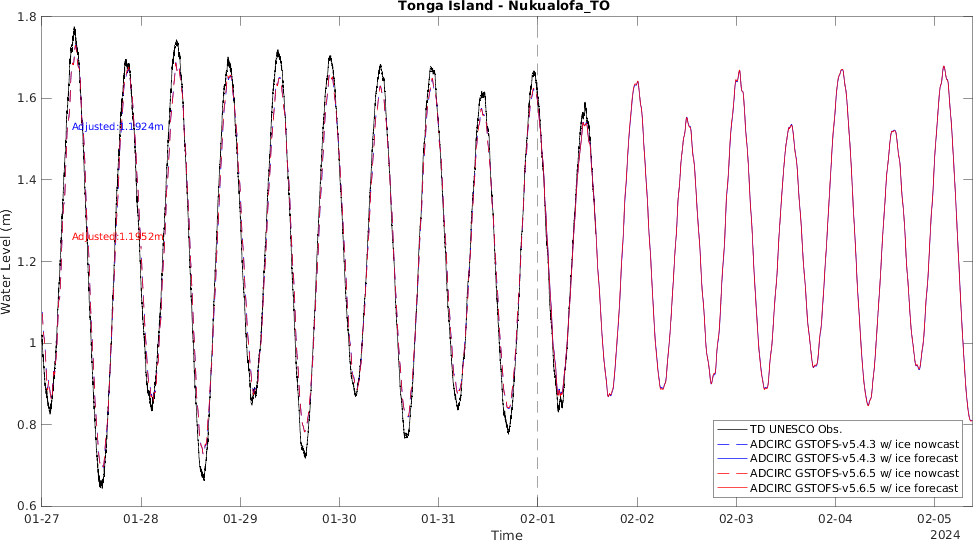 Tonga Island - Nukualofa_TO
1.8
1.6
1.4
1.2
1
0.8
0.6
Water Level (m)
Adjusted:1.1924m
Adjusted:1.1952m
TD UNESCO Obs.
ADCIRC GSTOFS-v5.4.3 w/ ice nowcast
ADCIRC GSTOFS-v5.4.3 w/ ice forecast
ADCIRC GSTOFS-v5.6.5 w/ ice nowcast
ADCIRC GSTOFS-v5.6.5 w/ ice forecast
01-27 01-28 01-29 01-30 01-31 02-01 02-02 02-03 02-04 02-05
2024
Time